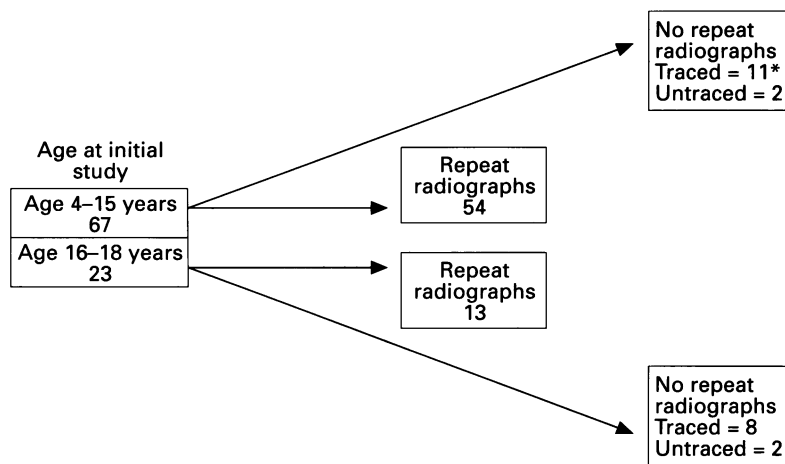 No repeat
radiographs
Traced = 11*
Untraced = 2
Age at initial
study
Age 4–15 years
67
Age 16–18 years
23
Repeat
radiographs
54
Repeat
radiographs
13
No repeat
radiographs
Traced = 8
Untraced = 2